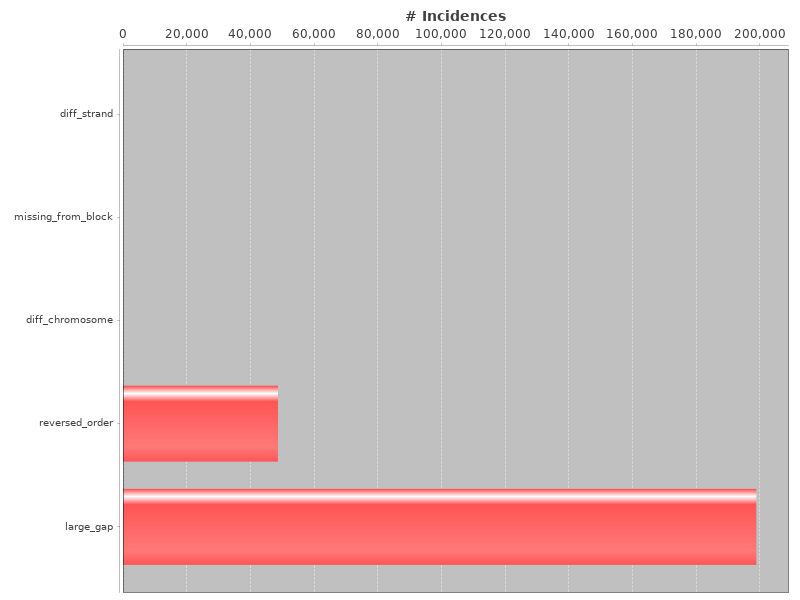 # Incidences
0 20,000 40,000 60,000 80,000 100,000 120,000 140,000 160,000 180,000 200,000
diff_strand
missing_from_block
diff_chromosome
reversed_order
large_gap